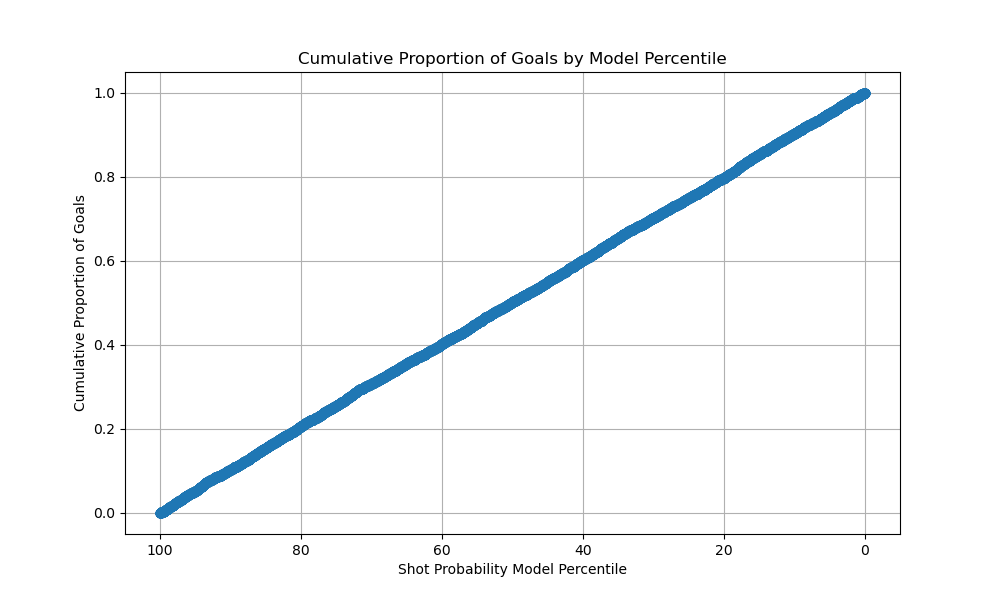 Cumulative Proportion of Goals by Model Percentile
Cumulative Proportion of Goals
1.0
0.8
0.6
0.4
0.2
0.0
100 80 60 40 20 0
Shot Probability Model Percentile